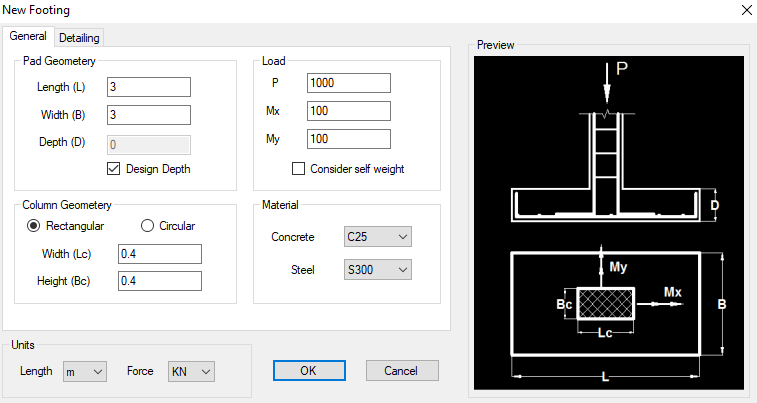 New Footing
General
Detailing
Pad Geometery
Length (L) 3
Width (B) 3
Depth (D) 0
Design Depth
Load
P 1000
Mx 100
My 100
Consider self weight
Column Geometery
Rectangular
Circular
Width (Lc) 0.4
Height (Bc) 0.4
Material
Concrete C25
Steel S300
Units
Length m
Force KN
OK
Cancel
Preview
P
D
My
Mx
Bc
Lc
B
L